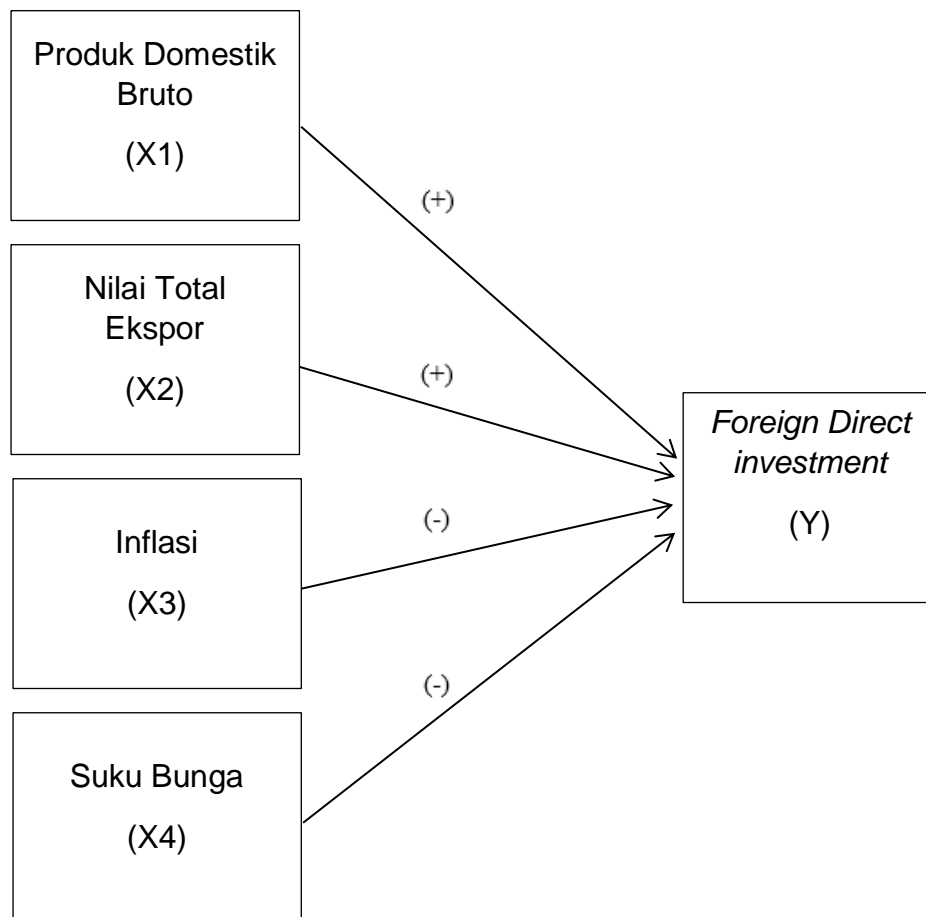 Produk Domestik
Bruto
(X1)
(+)
Nilai Total
Ekspor
(X2)
(+)
Foreign Direct
investment
(Y)
Inflasi
(X3)
(-)
Suku Bunga
(X4)
(-)